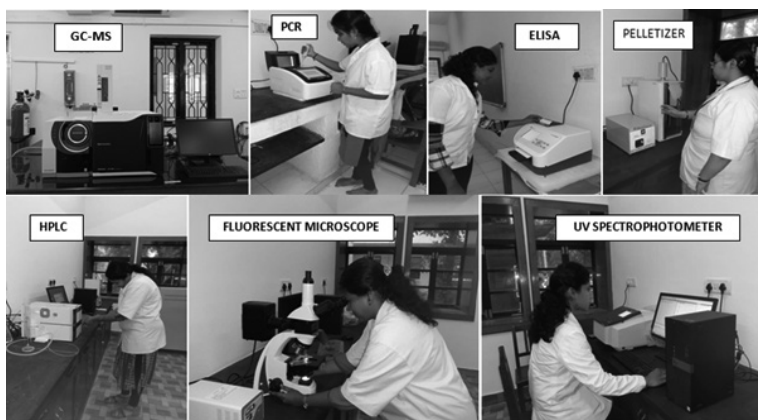 GC-MS
PCR
ELISA
PELLETIZER
HPLC
FLUORESCENT MICROSCOPE
UV SPECTROPHOTOMETER